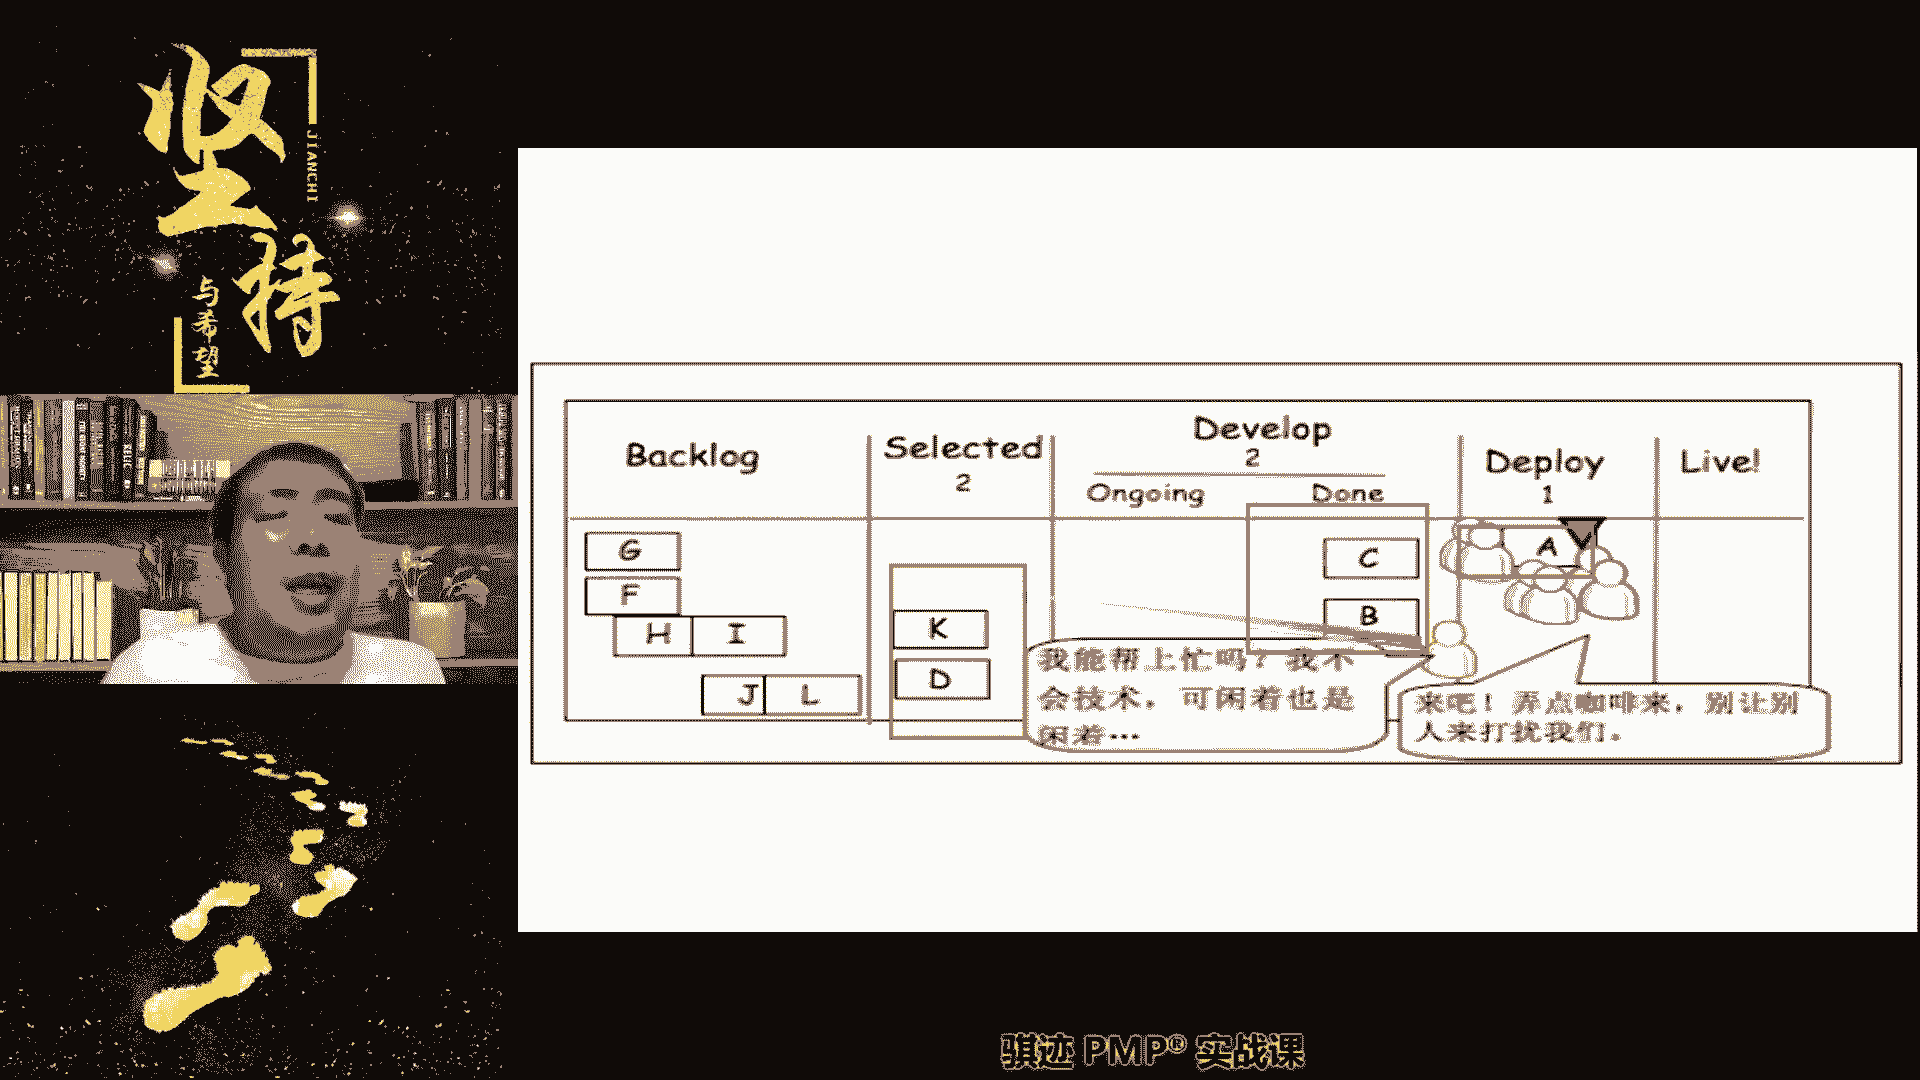 坚持
JIANCHI
与希望
Backlog
Selected
2
Develop
2
Ongoing
Done
Deploy
1
Live!
G
F
H
I
J
L
K
D
C
B
A
我能帮上忙吗？我不
会技术，可闲着也是
闲着…
来吧！弄点咖啡来，别让别
人来打扰我们。
骐迹 PMP® 实战课